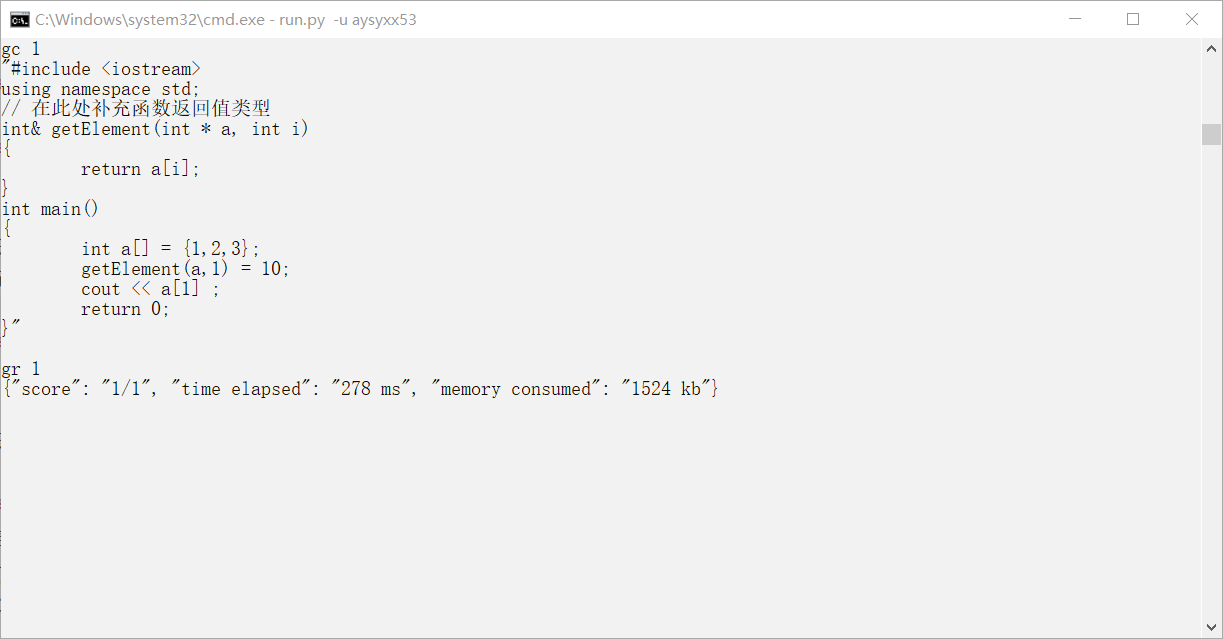 C:\Windows\system32\cmd.exe - run.py  -u aysyxx53
gc 1
"#include <iostream>
using namespace std;
// 在此处补充函数返回值类型
int& getElement(int * a, int i)
{
        return a[i];
}
int main()
{
        int a[] = {1,2,3};
        getElement(a,1) = 10;
        cout << a[1] ;
        return 0;
}"
gr 1
{"score": "1/1", "time elapsed": "278 ms", "memory consumed": "1524 kb"}